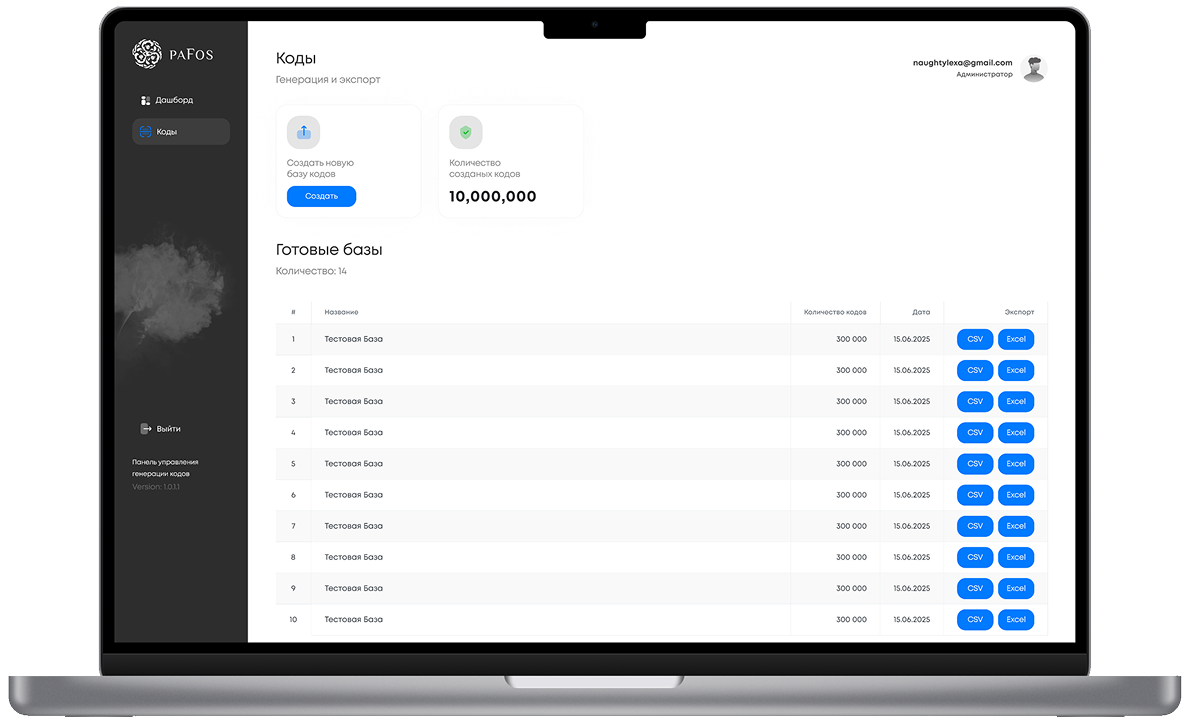 PAFOS
Дашборд
Коды
Выйти
Панель управления
генерации кодов
Version: 1.0.1.1
Коды
Генерация и экспорт
naughtylexa@gmail.com
Администратор
Создать новую
базу кодов
Создать
Количество
созданых кодов
10,000,000
Готовые базы
Количество: 14
# Название Количество кодов Дата Экспорт
1 Тестовая База 300 000 15.06.2025 CSV Excel
2 Тестовая База 300 000 15.06.2025 CSV Excel
3 Тестовая База 300 000 15.06.2025 CSV Excel
4 Тестовая База 300 000 15.06.2025 CSV Excel
5 Тестовая База 300 000 15.06.2025 CSV Excel
6 Тестовая База 300 000 15.06.2025 CSV Excel
7 Тестовая База 300 000 15.06.2025 CSV Excel
8 Тестовая База 300 000 15.06.2025 CSV Excel
9 Тестовая База 300 000 15.06.2025 CSV Excel
10 Тестовая База 300 000 15.06.2025 CSV Excel